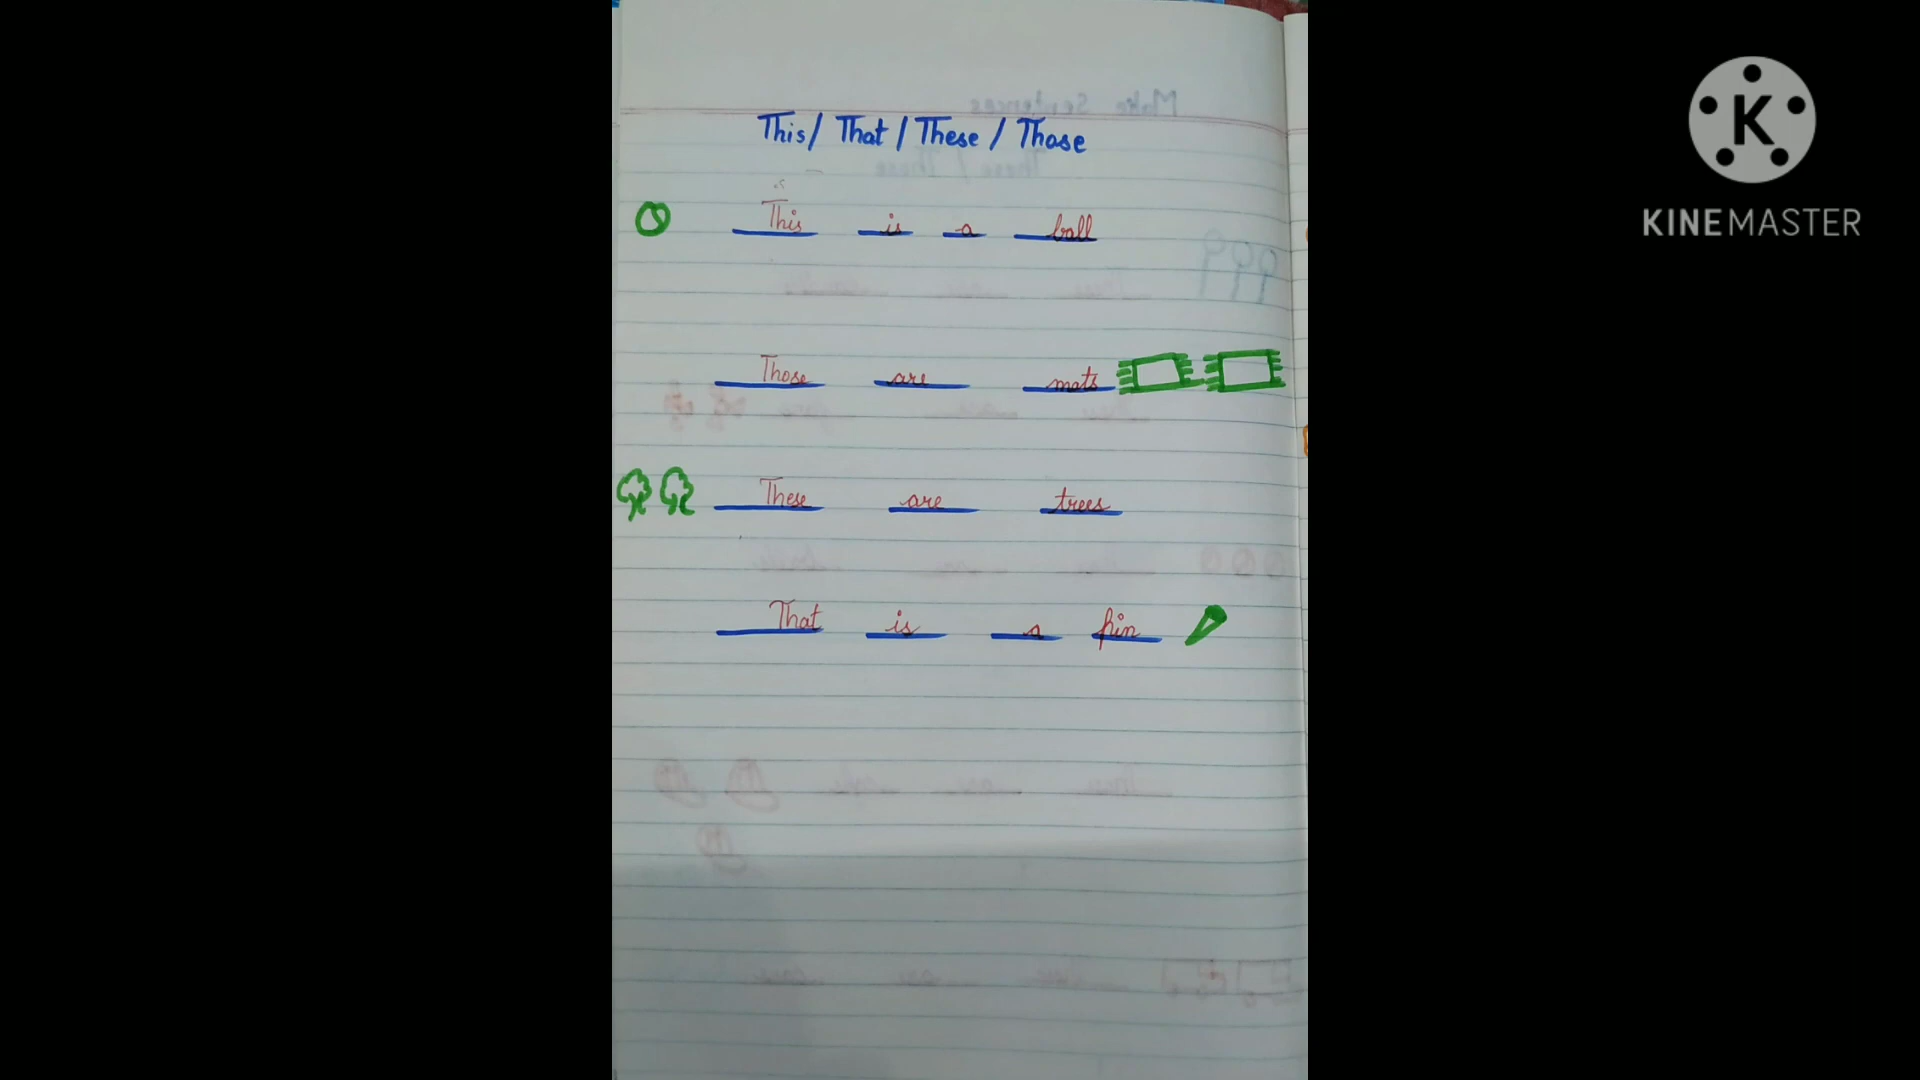 This / That / These / Those
This is a ball
Those are mats
These are trees
That is a pin
KINEMASTER